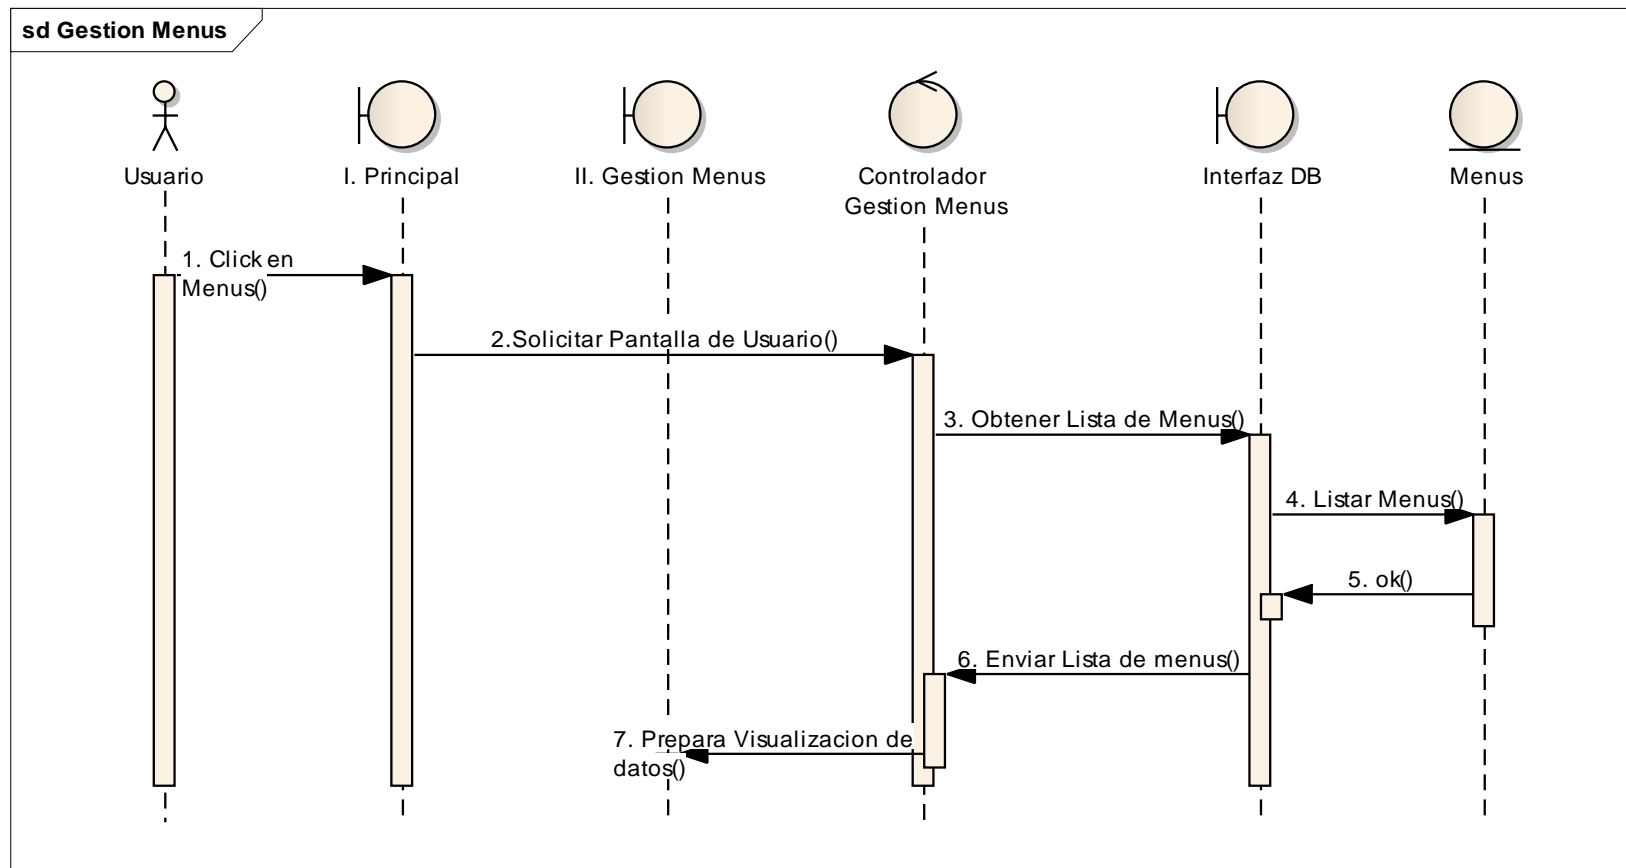 sd Gestion Menus
Usuario
I. Principal
II. Gestion Menus
Controlador
Gestion Menus
Interfaz DB
Menus
1. Click en
Menus()
2.Solicitar Pantalla de Usuario()
3. Obtener Lista de Menus()
4. Listar Menus()
5. ok()
6. Enviar Lista de menus()
7. Prepara Visualizacion de
datos()